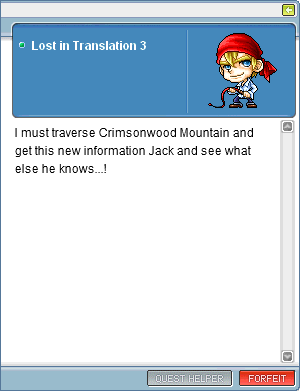 Lost in Translation 3
I must traverse Crimsonwood Mountain and
get this new information Jack and see what
else he knows...!
QUEST HELPER
FORFEIT